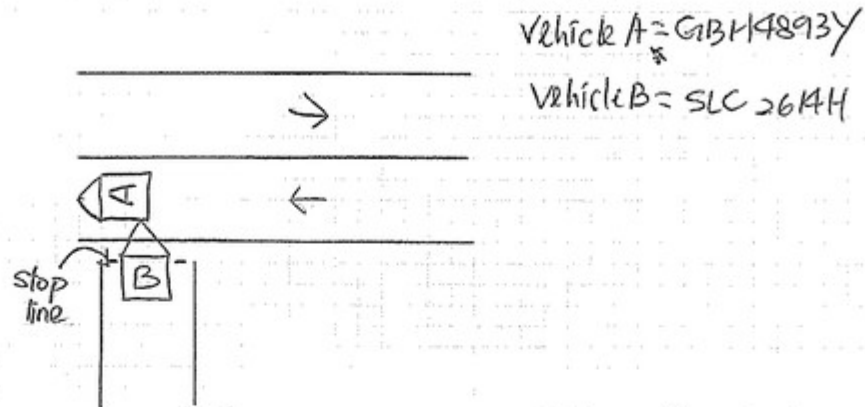 Vehicle A = GBH4893Y
Vehicle B = SLC 2614H
A
B
stop
line